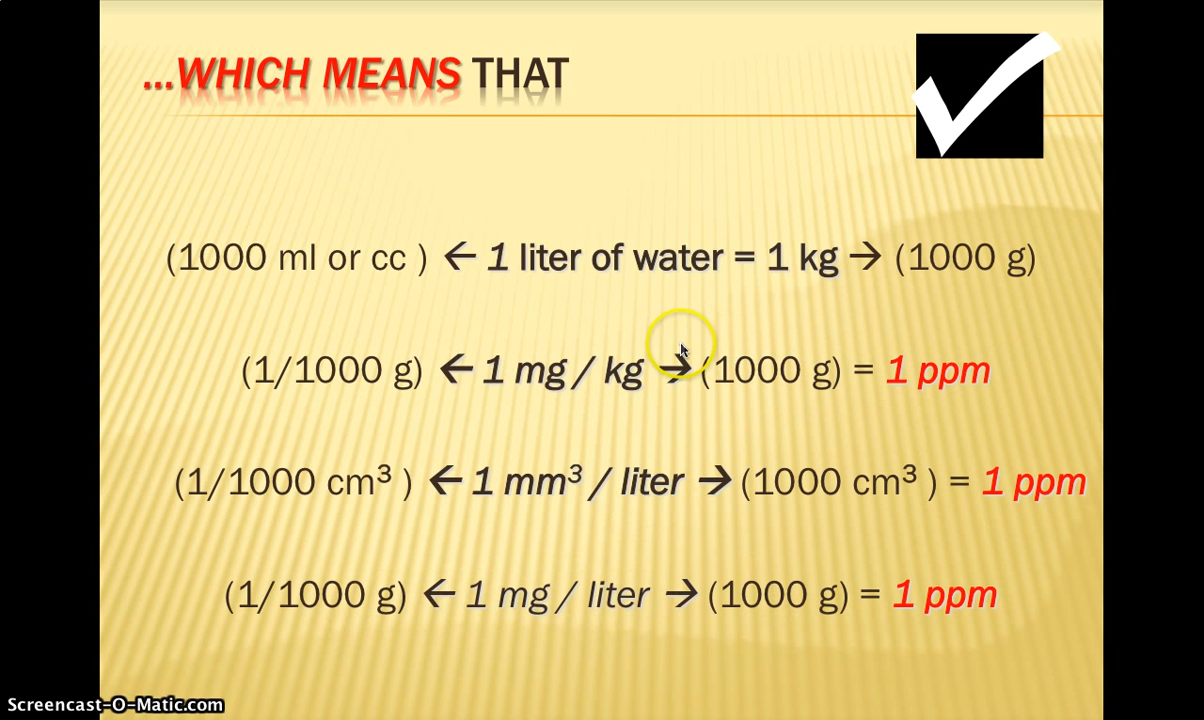 ...WHICH MEANS THAT
(1000 ml or cc ) ← 1 liter of water = 1 kg → (1000 g)
(1/1000 g) ← 1 mg / kg → (1000 g) = 1 ppm
(1/1000 cm³ ) ← 1 mm³ / liter → (1000 cm³ ) = 1 ppm
(1/1000 g) ← 1 mg / liter → (1000 g) = 1 ppm
Screencast-O-Matic.com